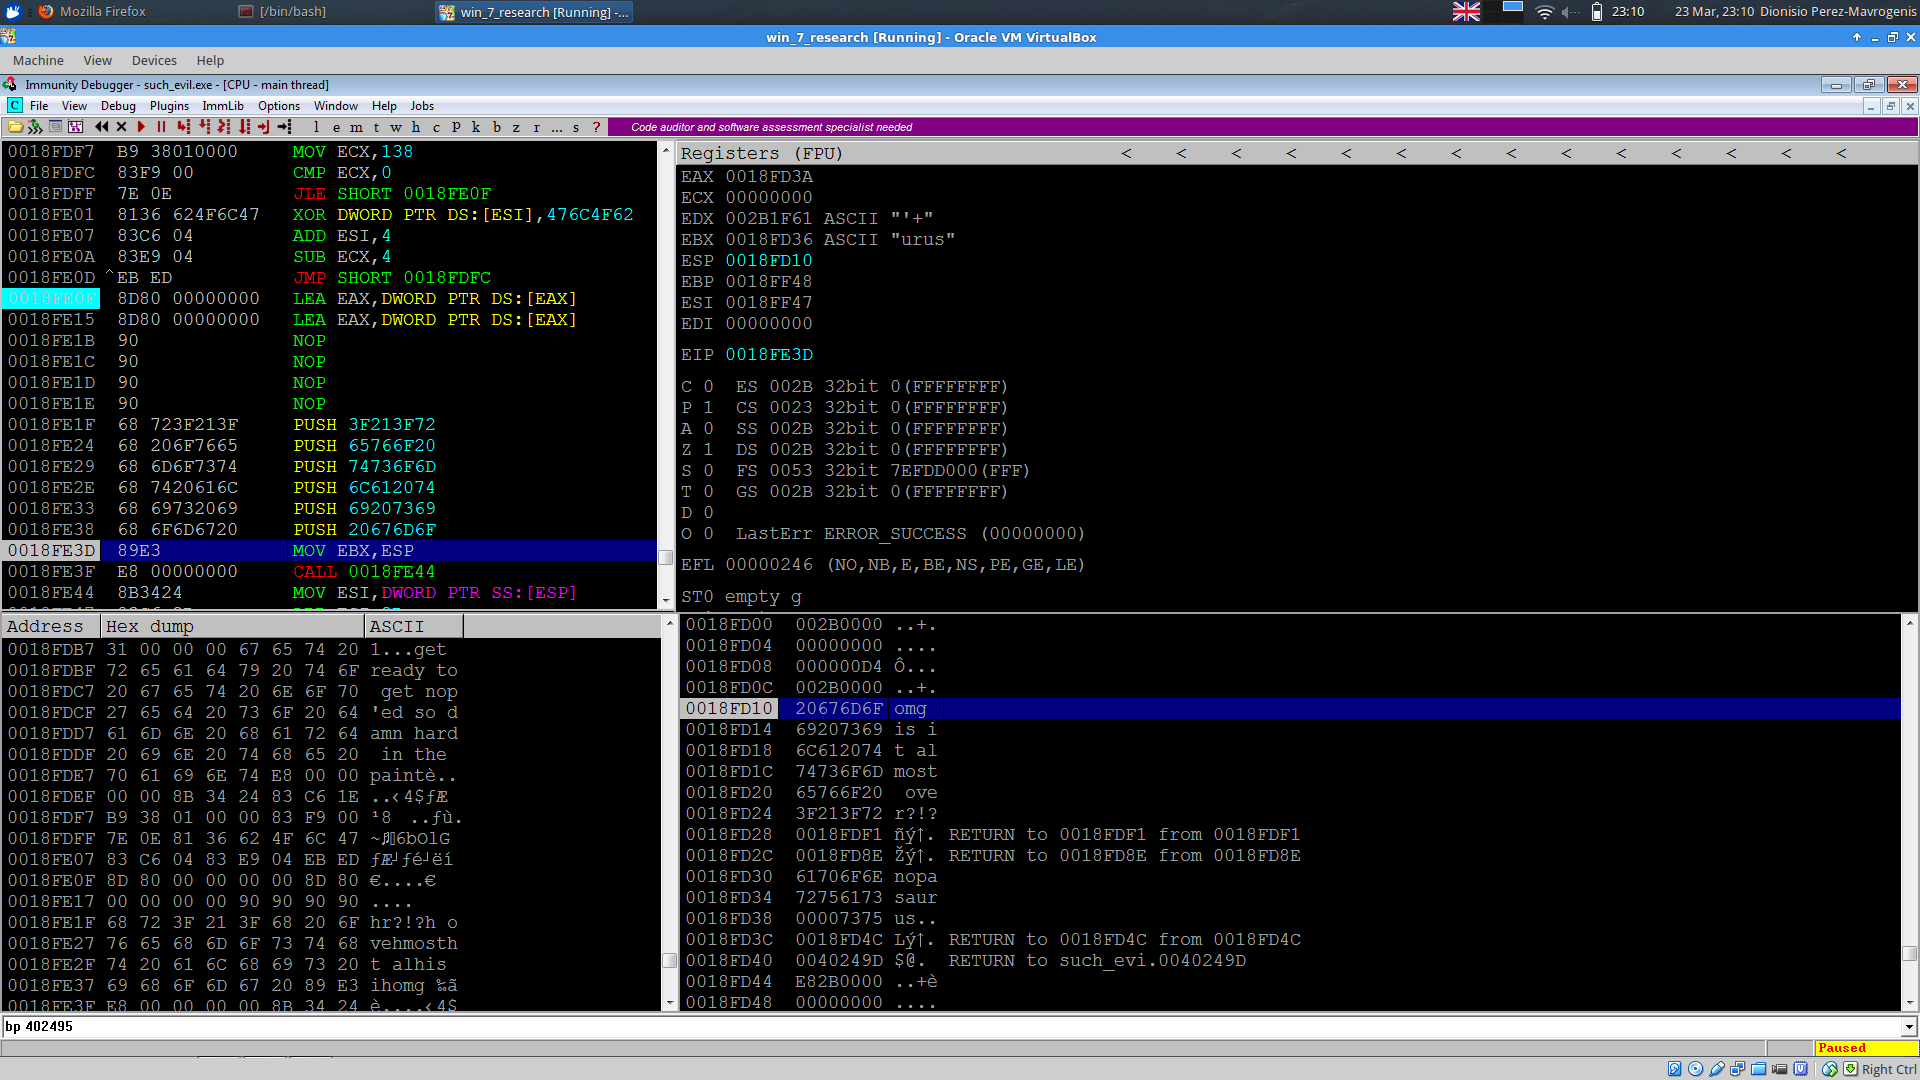 Mozilla Firefox
[/bin/bash]
win_7_research [Running] -...
23:10
23 Mar, 23:10 Dionisio Perez-Mavrogenis
win_7_research [Running] - Oracle VM VirtualBox
Machine View Devices Help
Immunity Debugger - such_evil.exe - [CPU - main thread]
C File View Debug Plugins ImmLib Options Window Help Jobs
l e m t w h c P k b z r ... s ?
Code auditor and software assessment specialist needed
0018FDF7 B9 38010000 MOV ECX,138
0018FDFC 83F9 00 CMP ECX,0
0018FDFF 7E 0E JLE SHORT 0018FE0F
0018FE01 8136 624F6C47 XOR DWORD PTR DS:[ESI],476C4F62
0018FE07 83C6 04 ADD ESI,4
0018FE0A 83E9 04 SUB ECX,4
0018FE0D ^EB ED JMP SHORT 0018FDFC
0018FE0F 8D80 00000000 LEA EAX,DWORD PTR DS:[EAX]
0018FE15 8D80 00000000 LEA EAX,DWORD PTR DS:[EAX]
0018FE1B 90 NOP
0018FE1C 90 NOP
0018FE1D 90 NOP
0018FE1E 90 NOP
0018FE1F 68 723F213F PUSH 3F213F72
0018FE24 68 206F7665 PUSH 65766F20
0018FE29 68 6D6F7374 PUSH 74736F6D
0018FE2E 68 7420616C PUSH 6C612074
0018FE33 68 69732069 PUSH 69207369
0018FE38 68 6F6D6720 PUSH 20676D6F
0018FE3D 89E3 MOV EBX,ESP
0018FE3F E8 00000000 CALL 0018FE44
0018FE44 8B3424 MOV ESI,DWORD PTR SS:[ESP]
Registers (FPU) < < < < < < < < < < < < < <
EAX 0018FD3A
ECX 00000000
EDX 002B1F61 ASCII "'+"
EBX 0018FD36 ASCII "urus"
ESP 0018FD10
EBP 0018FF48
ESI 0018FF47
EDI 00000000
EIP 0018FE3D
C 0 ES 002B 32bit 0(FFFFFFFF)
P 1 CS 0023 32bit 0(FFFFFFFF)
A 0 SS 002B 32bit 0(FFFFFFFF)
Z 1 DS 002B 32bit 0(FFFFFFFF)
S 0 FS 0053 32bit 7EFDD000(FFF)
T 0 GS 002B 32bit 0(FFFFFFFF)
D 0
O 0 LastErr ERROR_SUCCESS (00000000)
EFL 00000246 (NO,NB,E,BE,NS,PE,GE,LE)
ST0 empty g
Address Hex dump ASCII
0018FDB7 31 00 00 00 67 65 74 20 1...get
0018FDBF 72 65 61 64 79 20 74 6F ready to
0018FDC7 20 67 65 74 20 6E 6F 70 get nop
0018FDCF 27 65 64 20 73 6F 20 64 'ed so d
0018FDD7 61 6D 6E 20 68 61 72 64 amn hard
0018FDDF 20 69 6E 20 74 68 65 20 in the
0018FDE7 70 61 69 6E 74 E8 00 00 paintè..
0018FDEF 00 00 8B 34 24 83 C6 1E ..‹4$ƒÆ
0018FDF7 B9 38 01 00 00 83 F9 00 ¹8 ..ƒù.
0018FDFF 7E 0E 81 36 62 4F 6C 47 ~♬6bOlG
0018FE07 83 C6 04 83 E9 04 EB ED ƒÆ┘ƒé┘ëí
0018FE0F 8D 80 00 00 00 00 8D 80 €....€
0018FE17 00 00 00 00 90 90 90 90 ....
0018FE1F 68 72 3F 21 3F 68 20 6F hr?!?h o
0018FE27 76 65 68 6D 6F 73 74 68 vehmosth
0018FE2F 74 20 61 6C 68 69 73 20 t alhis
0018FE37 69 68 6F 6D 67 20 89 E3 ihomg ‰ã
0018FE3F E8 00 00 00 00 8B 34 24 è....‹4$
0018FD00 002B0000 ..+.
0018FD04 00000000 ....
0018FD08 000000D4 Ô...
0018FD0C 002B0000 ..+.
0018FD10 20676D6F omg
0018FD14 69207369 is i
0018FD18 6C612074 t al
0018FD1C 74736F6D most
0018FD20 65766F20 ove
0018FD24 3F213F72 r?!?
0018FD28 0018FDF1 ñý↑. RETURN to 0018FDF1 from 0018FDF1
0018FD2C 0018FD8E Žý↑. RETURN to 0018FD8E from 0018FD8E
0018FD30 61706F6E nopa
0018FD34 72756173 saur
0018FD38 00007375 us..
0018FD3C 0018FD4C Lý↑. RETURN to 0018FD4C from 0018FD4C
0018FD40 0040249D $@. RETURN to such_evi.0040249D
0018FD44 E82B0000 ..+è
0018FD48 00000000 ....
bp 402495
Paused
Right Ctrl